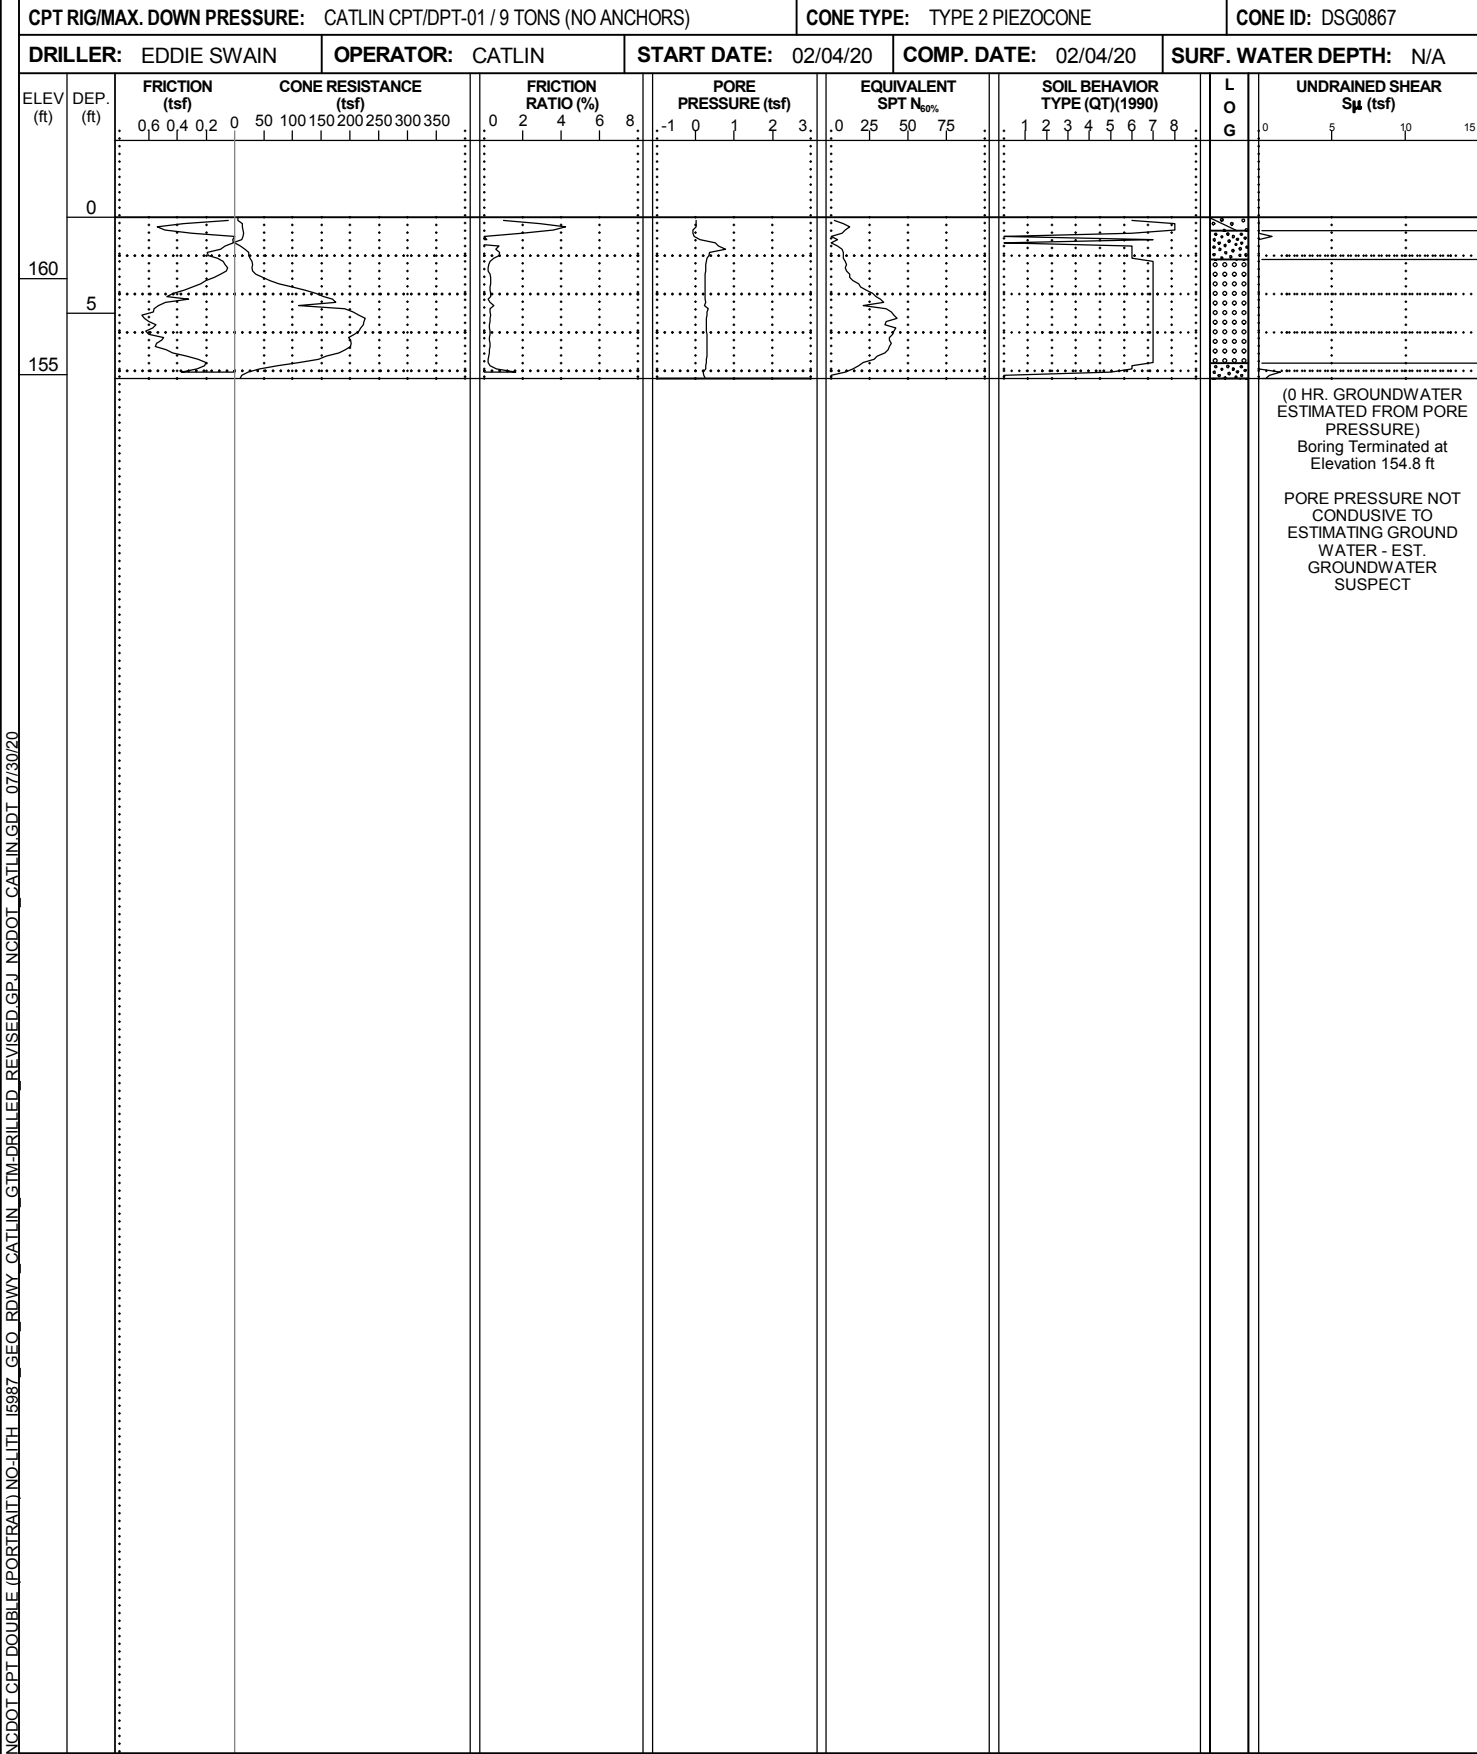 CPT RIG/MAX. DOWN PRESSURE: CATLIN CPT/DPT-01 / 9 TONS (NO ANCHORS) CONE TYPE: TYPE 2 PIEZOCONE CONE ID: DSG0867
DRILLER: EDDIE SWAIN OPERATOR: CATLIN START DATE: 02/04/20 COMP. DATE: 02/04/20 SURF. WATER DEPTH: N/A
ELEV (ft)
DEP. (ft)
FRICTION (tsf)
0.6 0.4 0.2 0
CONE RESISTANCE (tsf)
50 100 150 200 250 300 350
FRICTION RATIO (%)
0 2 4 6 8
PORE PRESSURE (tsf)
-1 0 1 2 3
EQUIVALENT SPT N60%
0 25 50 75
SOIL BEHAVIOR TYPE (QT)(1990)
1 2 3 4 5 6 7 8
LOG
UNDRAINED SHEAR Sμ (tsf)
0 5 10 15
0
160
5
155
(0 HR. GROUNDWATER
ESTIMATED FROM PORE
PRESSURE)
Boring Terminated at
Elevation 154.8 ft
PORE PRESSURE NOT
CONDUSIVE TO
ESTIMATING GROUND
WATER - EST.
GROUNDWATER
SUSPECT
NCDOT CPT DOUBLE (PORTRAIT) NO-LITH I5987_GEO_RDWY_CATLIN_GTM-DRILLED_REVISED.GPJ NCDOT_CATLIN.GDT 07/30/20